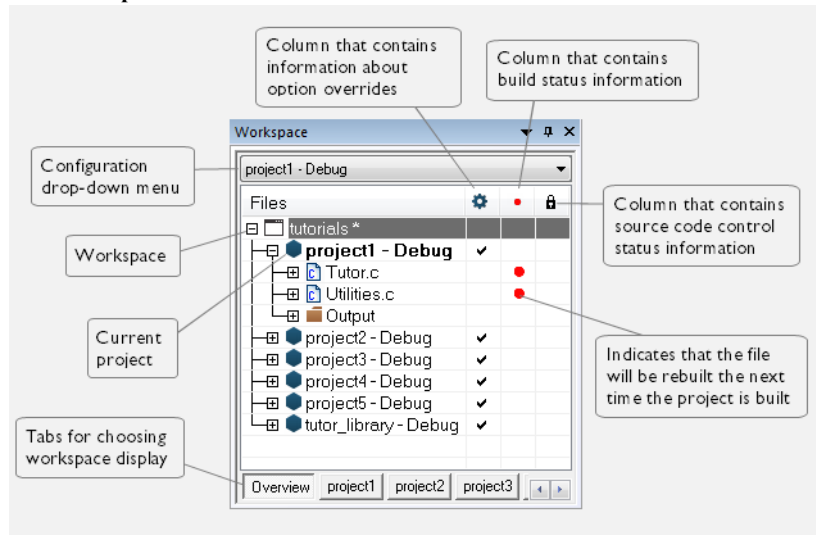 Column that contains
information about
option overrides
Column that contains
build status information
Workspace
Configuration
drop-down menu
project1 - Debug
Files
Column that contains
source code control
status information
Workspace
tutorials *
project1 - Debug
Tutor.c
Utilities.c
Output
Current
project
project2 - Debug
project3 - Debug
project4 - Debug
project5 - Debug
tutor_library - Debug
Indicates that the file
will be rebuilt the next
time the project is built
Tabs for choosing
workspace display
Overview project1 project2 project3